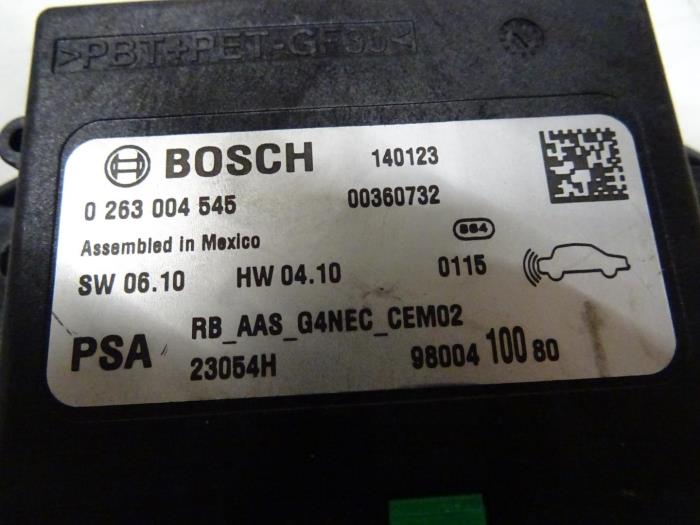 >PBT+PET-GF30<
BOSCH 140123
0 263 004 545 00360732
Assembled in Mexico 664
SW 06.10 HW 04.10 0115
RB_AAS_G4NEC_CEM02
PSA 23054H 98004 100 80